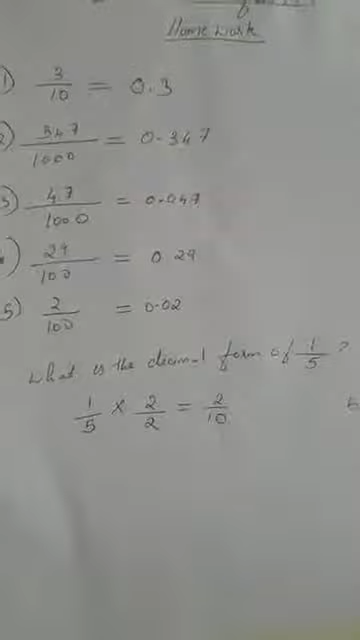 Home work
1) 3/10 = 0.3
2) 347/1000 = 0.347
3) 47/1000 = 0.047
) 29/100 = 0.29
5) 2/100 = 0.02
What is the decimal form of 1/5 ?
1/5 × 2/2 = 2/10